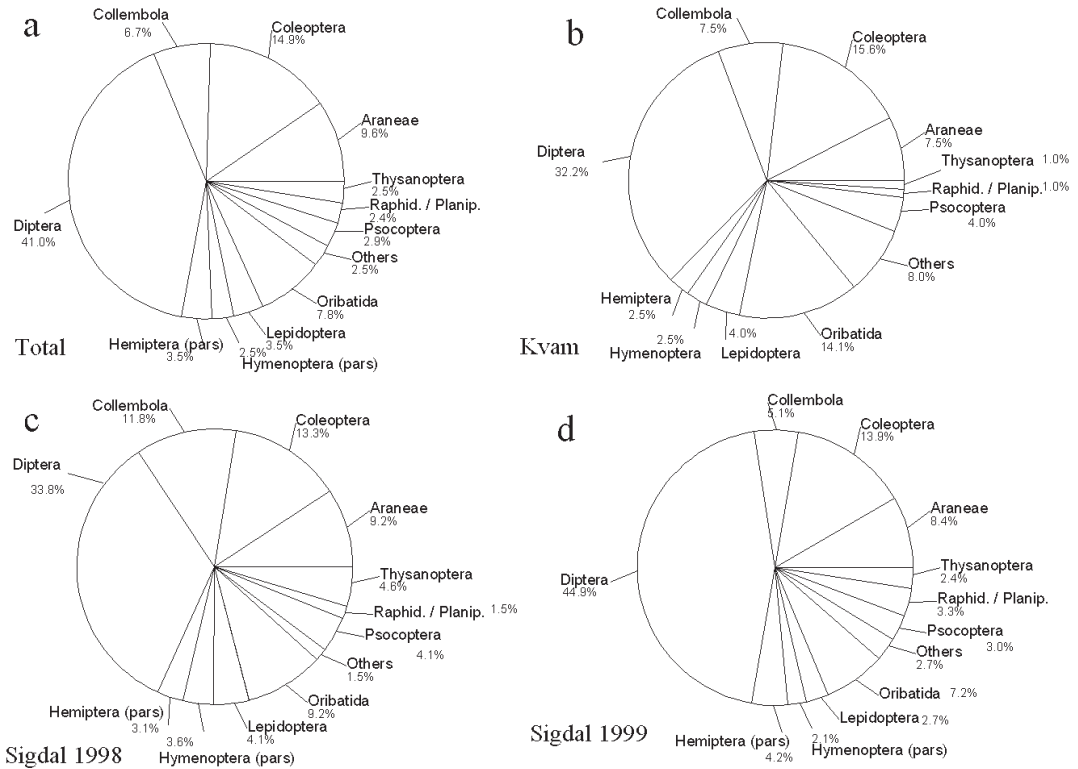 a
Collembola
6.7%
Coleoptera
14.9%
Araneae
9.6%
Thysanoptera
2.5%
Raphid. / Planip.
2.4%
Psocoptera
2.9%
Others
2.5%
Oribatida
7.8%
Lepidoptera
3.5%
Hymenoptera (pars)
2.5%
Hemiptera (pars)
3.5%
Diptera
41.0%
Total
b
Collembola
7.5%
Coleoptera
15.6%
Araneae
7.5%
Thysanoptera 1.0%
Raphid. / Planip. 1.0%
Psocoptera
4.0%
Others
8.0%
Oribatida
14.1%
4.0%
Lepidoptera
2.5%
Hymenoptera
Hemiptera
2.5%
Diptera
32.2%
Kvam
c
Collembola
11.8%
Coleoptera
13.3%
Araneae
9.2%
Thysanoptera
4.6%
Raphid. / Planip. 1.5%
Psocoptera
4.1%
Others
1.5%
Oribatida
9.2%
Lepidoptera
4.1%
3.6%
Hymenoptera (pars)
Hemiptera (pars)
3.1%
Diptera
33.8%
Sigdal 1998
d
Collembola
5.1%
Coleoptera
13.9%
Araneae
8.4%
Thysanoptera
2.4%
Raphid. / Planip.
3.3%
Psocoptera
3.0%
Others
2.7%
Oribatida 7.2%
Lepidoptera 2.7%
2.1%
Hymenoptera (pars)
Hemiptera (pars)
4.2%
Diptera
44.9%
Sigdal 1999